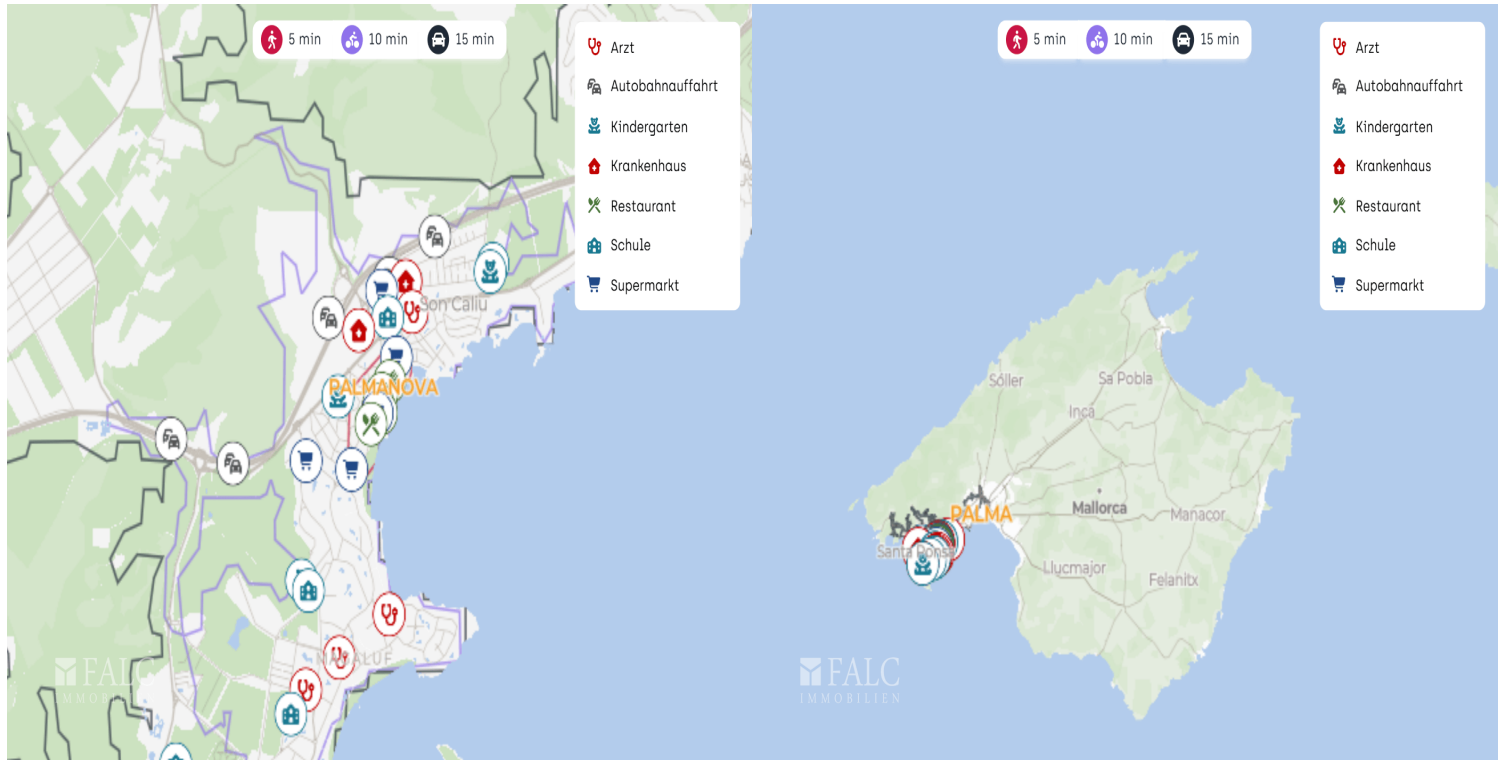 5 min
10 min
15 min
Arzt
Autobahnauffahrt
Kindergarten
Krankenhaus
Restaurant
Schule
Supermarkt
Son Caliu
PALMANOVA
FALC
IMMOBILIEN
5 min
10 min
15 min
Arzt
Autobahnauffahrt
Kindergarten
Krankenhaus
Restaurant
Schule
Supermarkt
Sóller
Sa Pobla
Inca
Mallorca
PALMA
Manacor
Santa Ponsa
Llucmajor
Felanitx
FALC
IMMOBILIEN